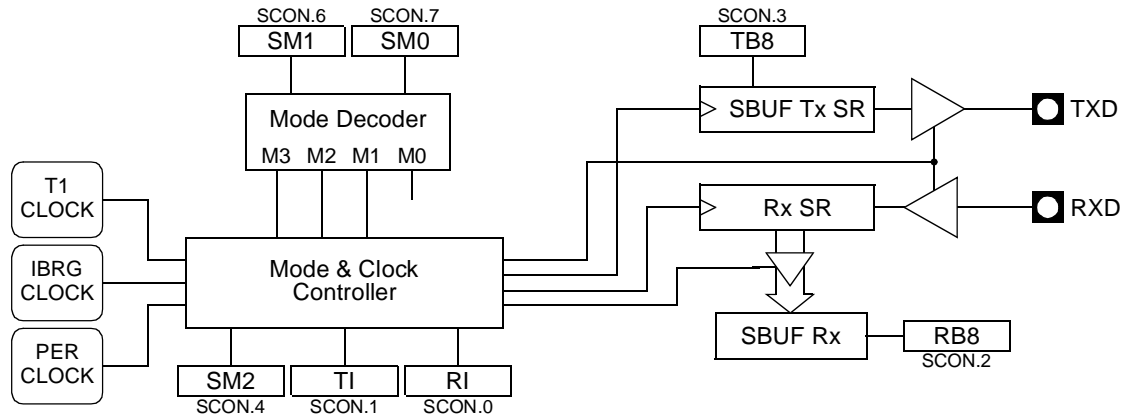 SCON.6
SCON.7
SCON.3
SM1
SM0
TB8
Mode Decoder
M3 M2 M1 M0
SBUF Tx SR
TXD
T1
CLOCK
Rx SR
RXD
IBRG
CLOCK
Mode & Clock
Controller
PER
CLOCK
SBUF Rx
RB8
SCON.2
SM2
TI
RI
SCON.4
SCON.1
SCON.0